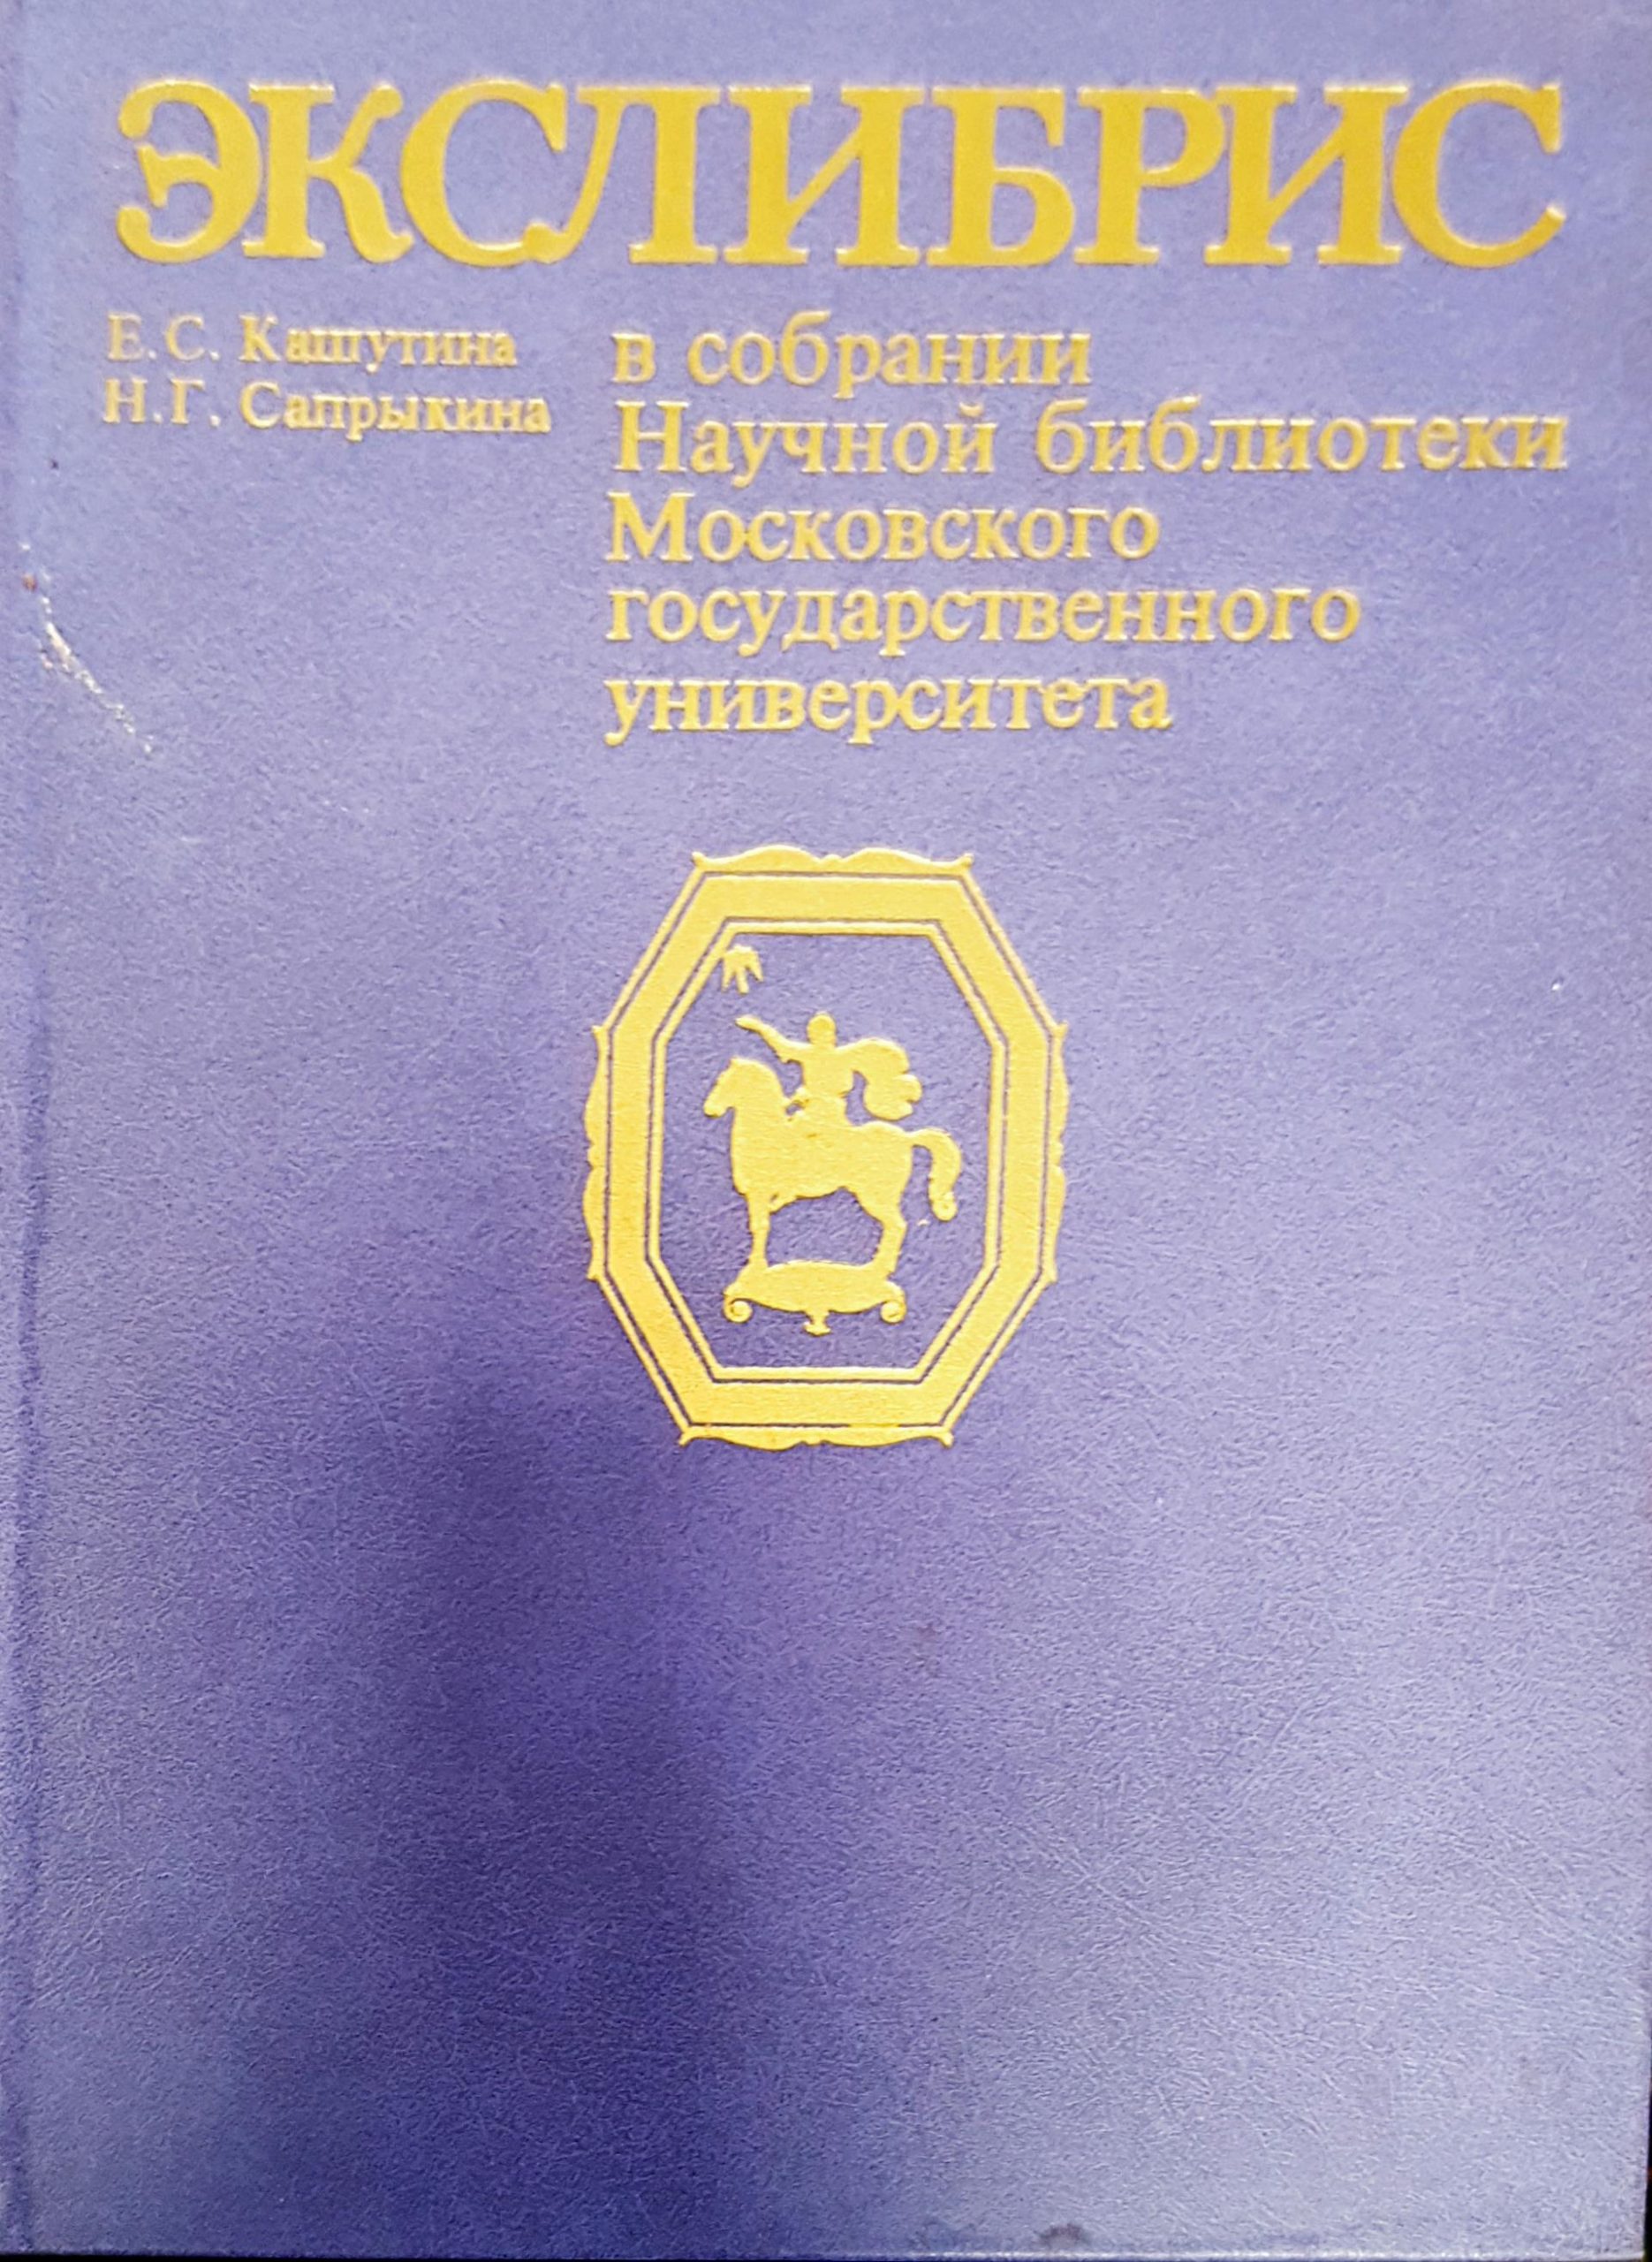 ЭКСЛИБРИС
Е.С. Кашутина
Н.Г. Сапрыкина
в собрании
Научной библиотеки
Московского
государственного
университета